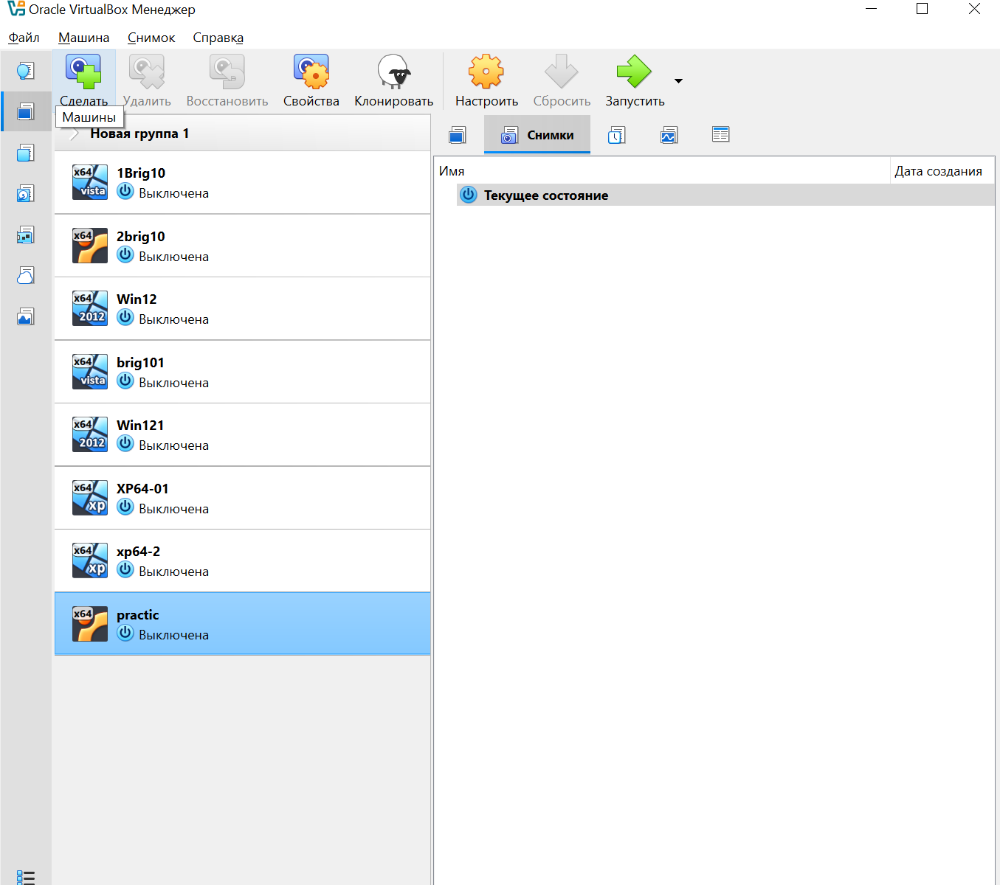 Oracle VirtualBox Менеджер
Файл Машина Снимок Справка
Сделать Удалить Восстановить Свойства Клонировать Настроить Сбросить Запустить
Машины
Новая группа 1
Снимки
Имя Дата создания
Текущее состояние
x64 vista
1Brig10
Выключена
x64
2brig10
Выключена
x64 2012
Win12
Выключена
x64 vista
brig101
Выключена
x64 2012
Win121
Выключена
x64 xp
XP64-01
Выключена
x64 xp
xp64-2
Выключена
x64
practic
Выключена